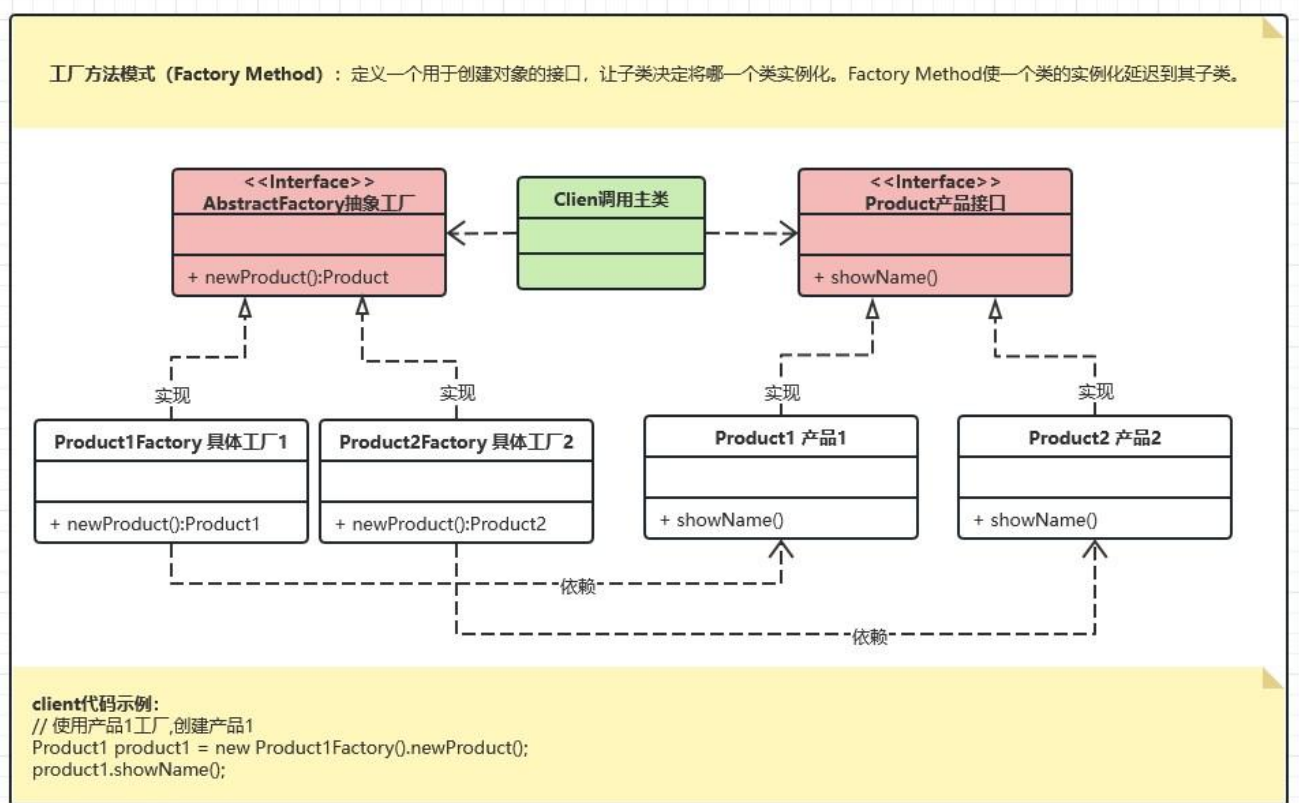 工厂方法模式（Factory Method）：定义一个用于创建对象的接口，让子类决定将哪一个类实例化。Factory Method使一个类的实例化延迟到其子类。
<<Interface>>
AbstractFactory抽象工厂
+ newProduct():Product
Clien调用主类
<<Interface>>
Product产品接口
+ showName()
实现
实现
实现
实现
Product1Factory 具体工厂1
+ newProduct():Product1
Product2Factory 具体工厂2
+ newProduct():Product2
Product1 产品1
+ showName()
Product2 产品2
+ showName()
依赖
依赖
client代码示例：
// 使用产品1工厂,创建产品1
Product1 product1 = new Product1Factory().newProduct();
product1.showName();